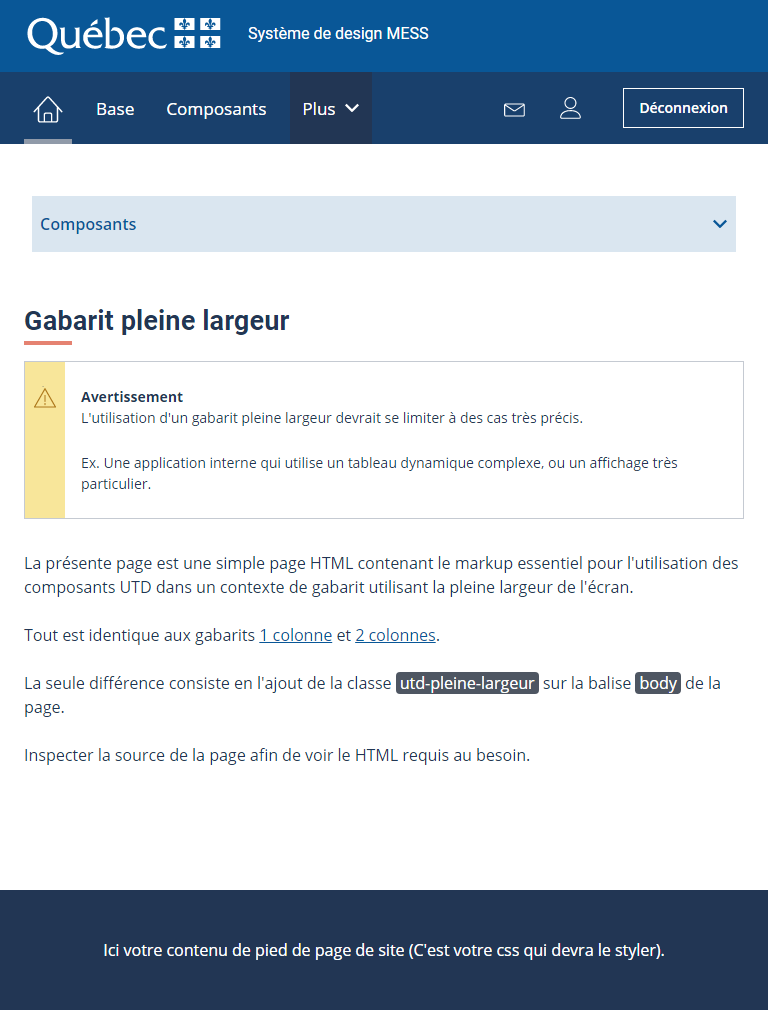 Québec
Système de design MESS
Base
Composants
Plus
Déconnexion
Composants
Gabarit pleine largeur
Avertissement
L'utilisation d'un gabarit pleine largeur devrait se limiter à des cas très précis.
Ex. Une application interne qui utilise un tableau dynamique complexe, ou un affichage très
particulier.
La présente page est une simple page HTML contenant le markup essentiel pour l'utilisation des
composants UTD dans un contexte de gabarit utilisant la pleine largeur de l'écran.
Tout est identique aux gabarits 1 colonne et 2 colonnes.
La seule différence consiste en l'ajout de la classe utd-pleine-largeur sur la balise body de la
page.
Inspecter la source de la page afin de voir le HTML requis au besoin.
Ici votre contenu de pied de page de site (C'est votre css qui devra le styler).